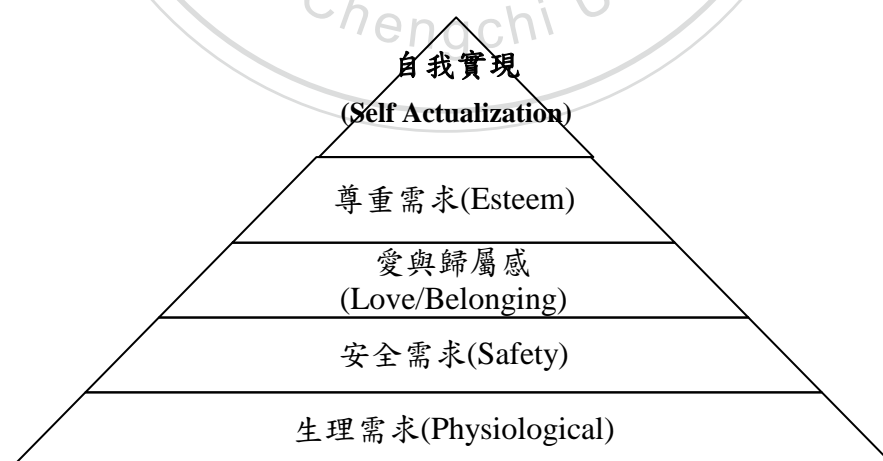 Chengchi U
自我實現
(Self Actualization)
尊重需求(Esteem)
愛與歸屬感
(Love/Belonging)
安全需求(Safety)
生理需求(Physiological)